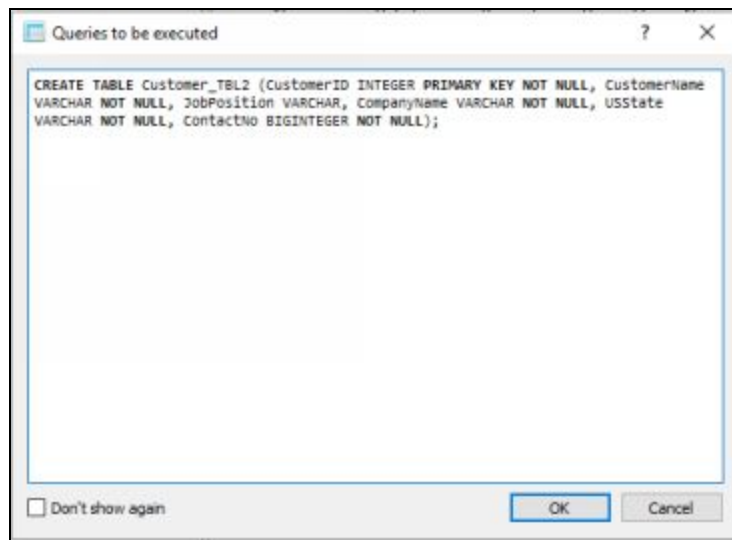 Queries to be executed
? ×
CREATE TABLE Customer_TBL2 (CustomerID INTEGER PRIMARY KEY NOT NULL, CustomerName
VARCHAR NOT NULL, JobPosition VARCHAR, CompanyName VARCHAR NOT NULL, USState
VARCHAR NOT NULL, ContactNo BIGINTEGER NOT NULL);
Don't show again
OK
Cancel